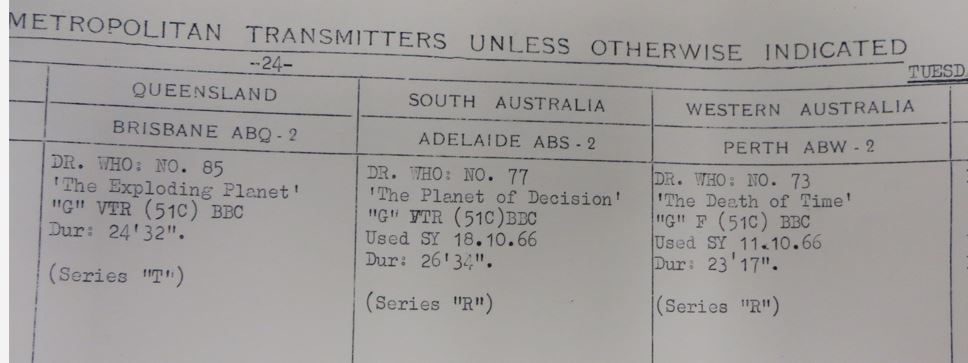 METROPOLITAN TRANSMITTERS UNLESS OTHERWISE INDICATED
-24-
TUESD
QUEENSLAND
BRISBANE ABQ - 2
DR. WHO: NO. 85
'The Exploding Planet'
"G" VTR (51C) BBC
Dur: 24'32".
(Series "T")
SOUTH AUSTRALIA
ADELAIDE ABS - 2
DR. WHO: NO. 77
'The Planet of Decision'
"G" VTR (51C)BBC
Used SY 18.10.66
Dur: 26'34".
(Series "R")
WESTERN AUSTRALIA
PERTH ABW - 2
DR. WHO: NO. 73
'The Death of Time'
"G" F (51C) BBC
Used SY 11.10.66
Dur: 23'17".
(Series "R")